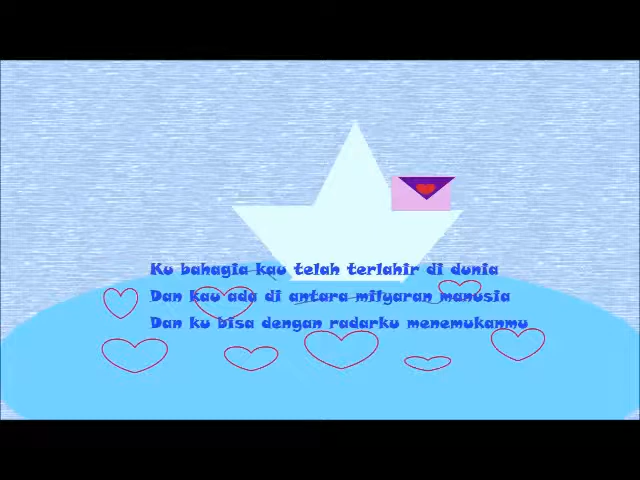 Ku bahagia kau telah terlahir di dunia
Dan kau ada di antara milyaran manusia
Dan ku bisa dengan radarku menemukanmu